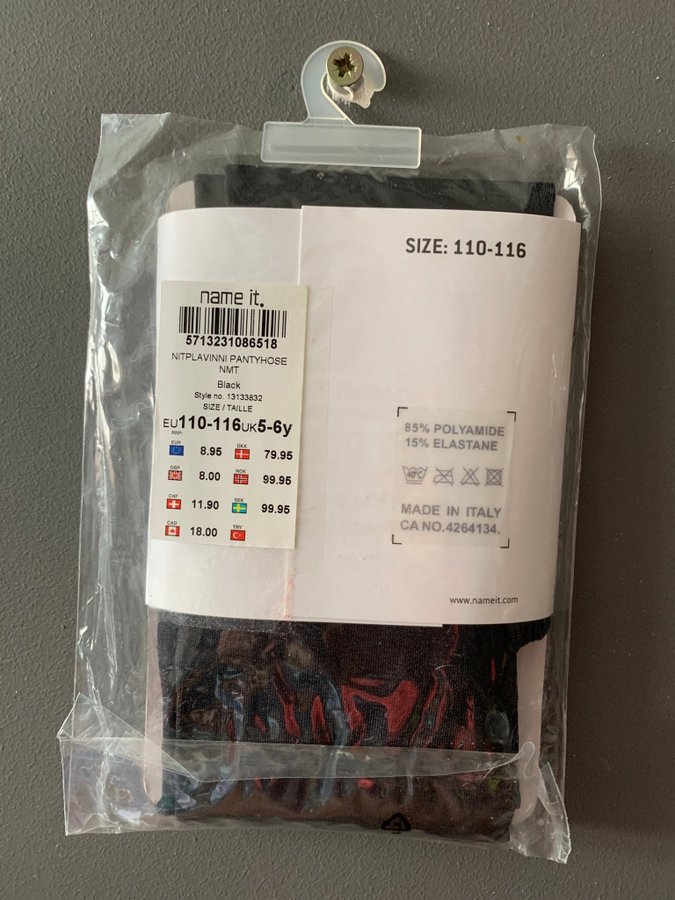 SIZE: 110-116
name it.
5713231086518
NITPLAVINNI PANTYHOSE
NMT
Black
Style no. 13133832
SIZE / TAILLE
EU110-116UK5-6y
RRP:
EUR 8.95 DKK 79.95
GBP 8.00 NOK 99.95
CHF 11.90 SEK 99.95
CAD 18.00 TRY
85% POLYAMIDE
15% ELASTANE
40°C
MADE IN ITALY
CA NO.4264134.
www.nameit.com